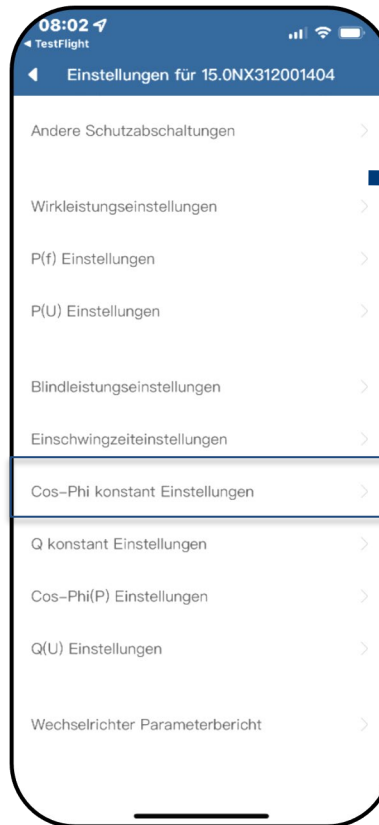 08:02
TestFlight
Einstellungen für 15.0NX312001404
Andere Schutzabschaltungen
Wirkleistungseinstellungen
P(f) Einstellungen
P(U) Einstellungen
Blindleistungseinstellungen
Einschwingzeiteinstellungen
Cos-Phi konstant Einstellungen
Q konstant Einstellungen
Cos-Phi(P) Einstellungen
Q(U) Einstellungen
Wechselrichter Parameterbericht